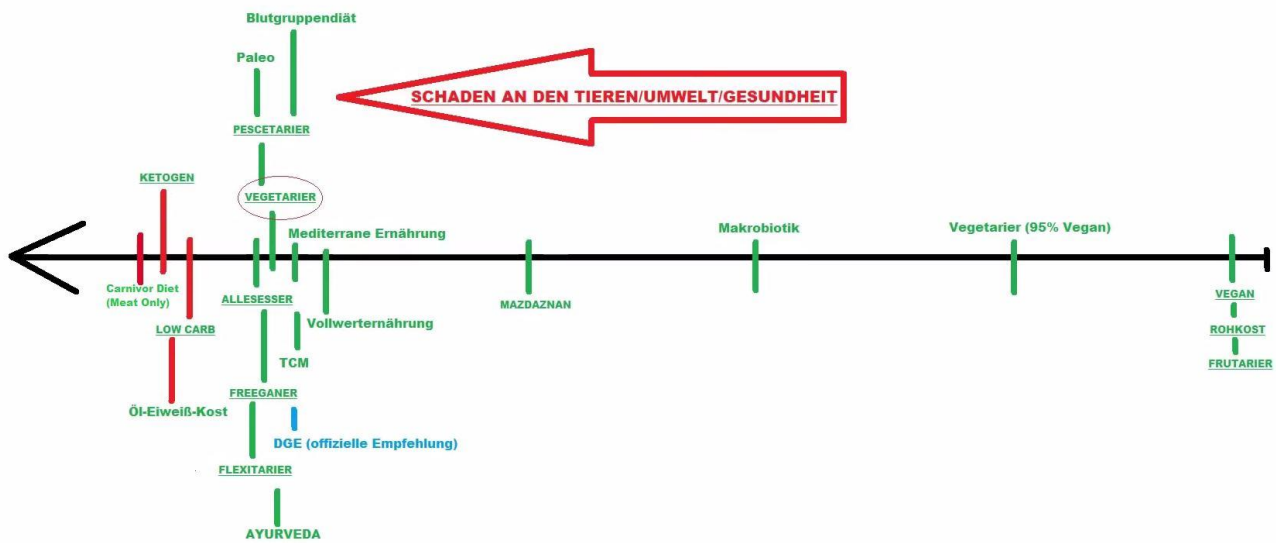 Blutgruppendiät
Paleo
SCHADEN AN DEN TIEREN/UMWELT/GESUNDHEIT
PESCETARIER
KETOGEN
VEGETARIER
Mediterrane Ernährung
Makrobiotik
Vegetarier (95% Vegan)
Carnivor Diet
(Meat Only)
ALLESESSER
MAZDAZNAN
VEGAN
LOW CARB
Vollwerternährung
ROHKOST
TCM
FRUTARIER
FREEGANER
Öl-Eiweiß-Kost
DGE (offizielle Empfehlung)
FLEXITARIER
AYURVEDA